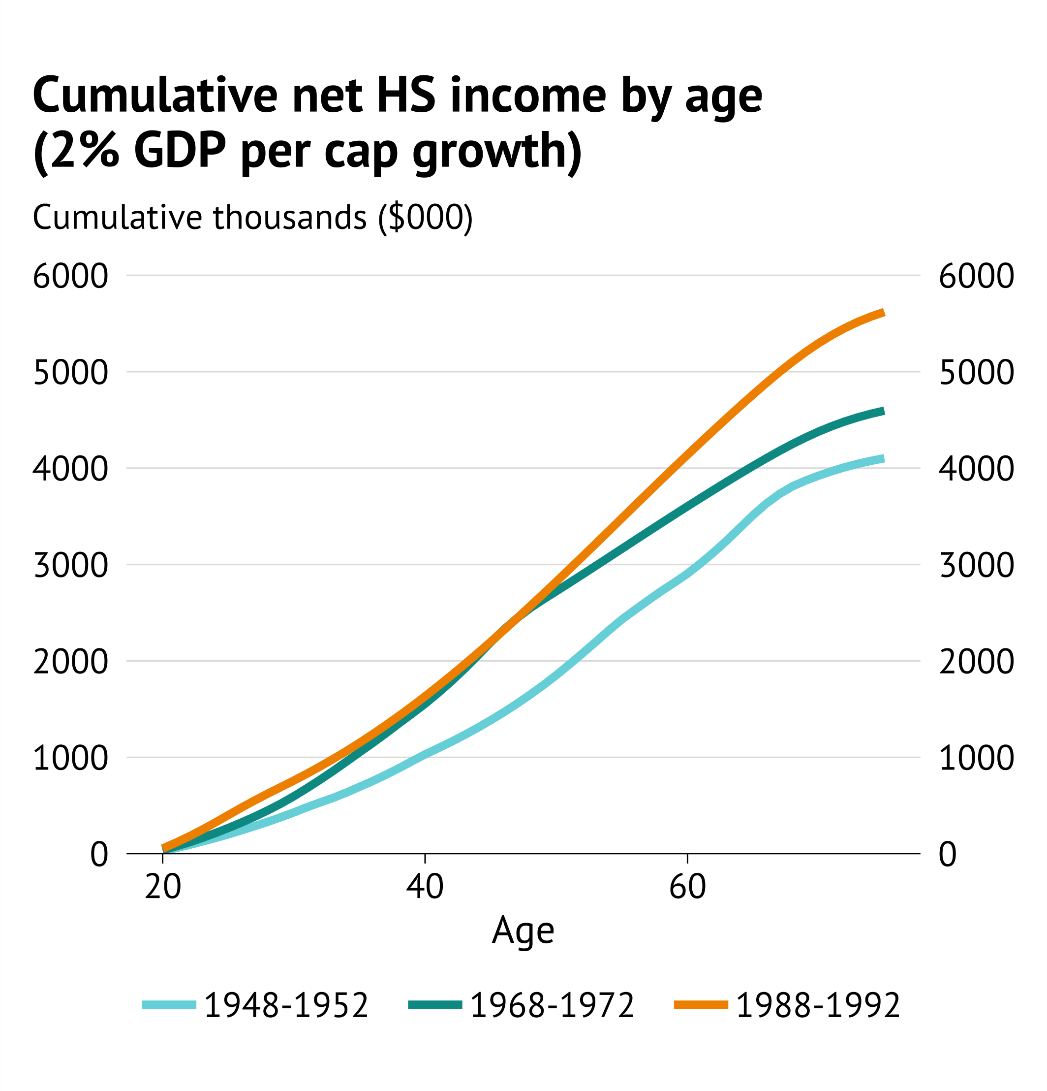 Cumulative net HS income by age
(2% GDP per cap growth)
Cumulative thousands ($000)
6000 6000
5000 5000
4000 4000
3000 3000
2000 2000
1000 1000
0 0
20 40 60
Age
1948-1952 1968-1972 1988-1992